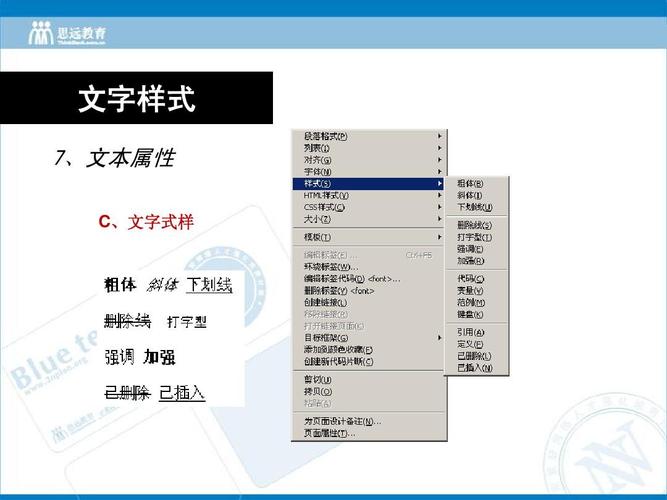 思远教育
文字样式
7、文本属性
C、文字式样
粗体 斜体 下划线
删除线 打字型
强调 加强
已删除 已插入
段落格式(P)
列表(I)
对齐(G)
字体(N)
样式(S)
HTML样式(Y)
CSS样式(C)
大小(Z)
模板(T)
编辑标签(E)... Ctrl+F5
环绕标签(W)...
编辑标签代码(D) <font>...
删除标签(Y) <font>
创建链接(L)
移除链接(R)
打开链接页面(K)
目标框架(G)
添加到颜色收藏(F)
创建新代码片断(C)
剪切(U)
拷贝(O)
粘贴(A)
为页面设计备注(N)...
页面属性(T)...
粗体(B)
斜体(I)
下划线(U)
删除线(S)
打字型(T)
强调(E)
加强(R)
代码(C)
变量(V)
范例(M)
键盘(K)
引用(A)
定义(F)
已删除(L)
已插入(N)
Blue te